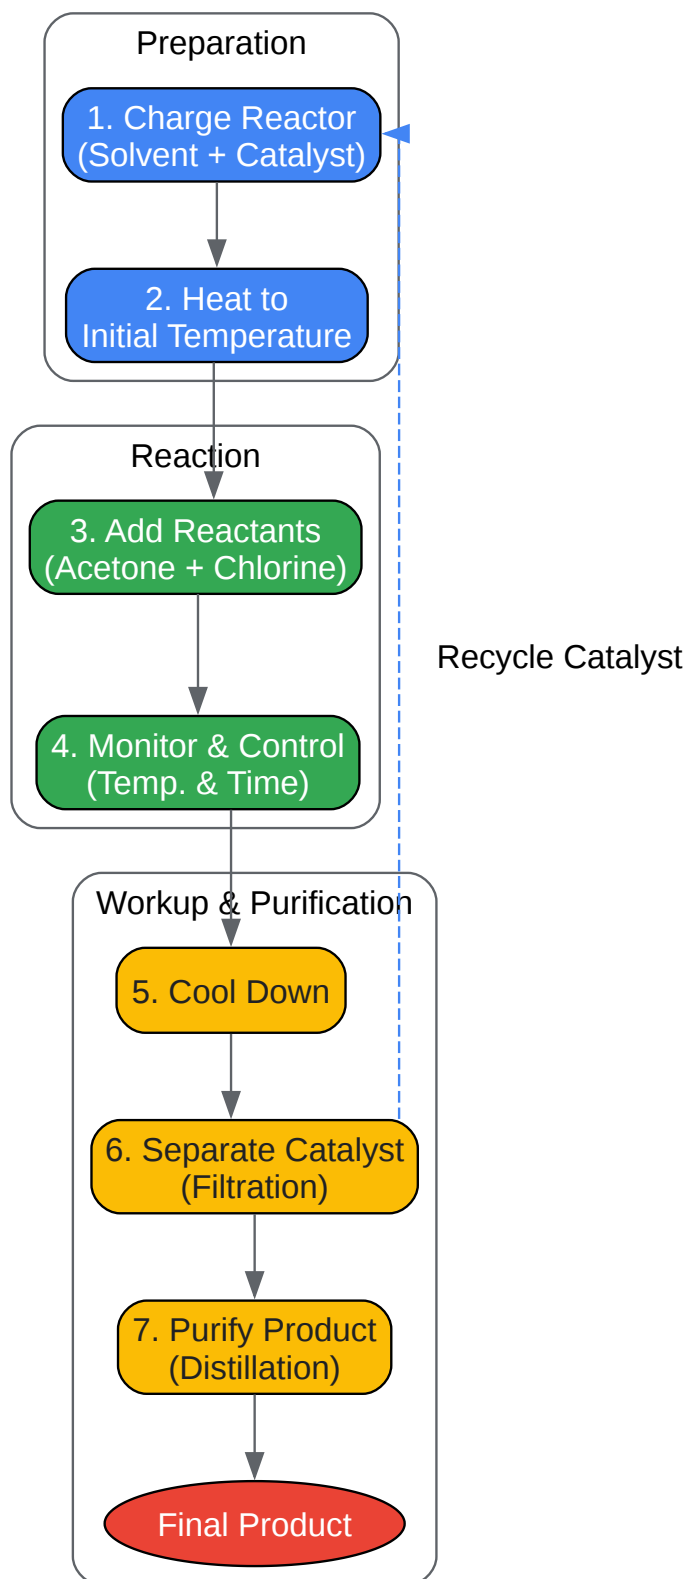 Preparation
1. Charge Reactor
(Solvent + Catalyst)
2. Heat to
Initial Temperature
Reaction
3. Add Reactants
(Acetone + Chlorine)
Recycle Catalyst
4. Monitor & Control
(Temp. & Time)
Workup & Purification
5. Cool Down
6. Separate Catalyst
(Filtration)
7. Purify Product
(Distillation)
Final Product